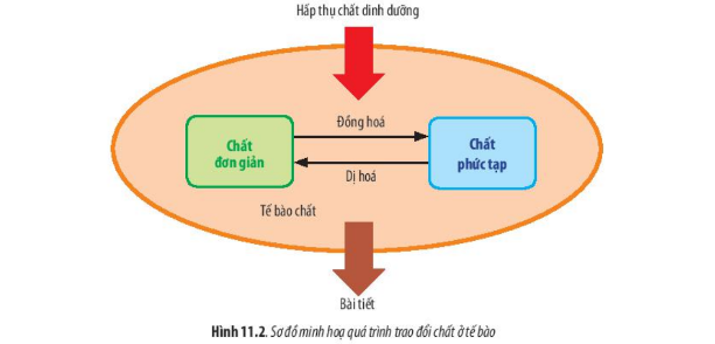 Hấp thụ chất dinh dưỡng
Đồng hoá
Chất
đơn giản
Chất
phức tạp
Dị hoá
Tế bào chất
Bài tiết
Hình 11.2. Sơ đồ minh hoạ quá trình trao đổi chất ở tế bào